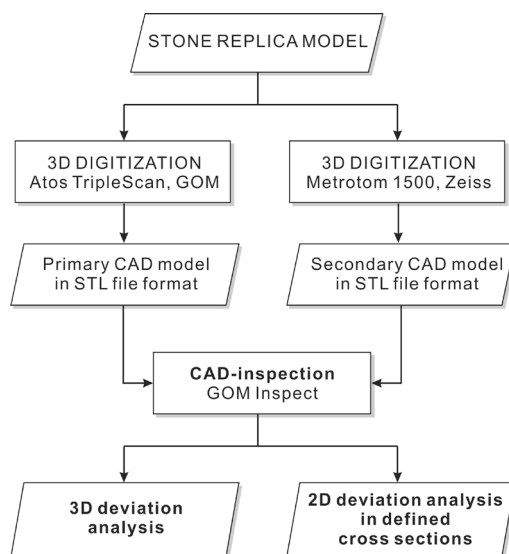 STONE REPLICA MODEL
3D DIGITIZATION
Atos TripleScan, GOM
3D DIGITIZATION
Metrotom 1500, Zeiss
Primary CAD model
in STL file format
Secondary CAD model
in STL file format
CAD-inspection
GOM Inspect
3D deviation
analysis
2D deviation analysis
in defined
cross sections